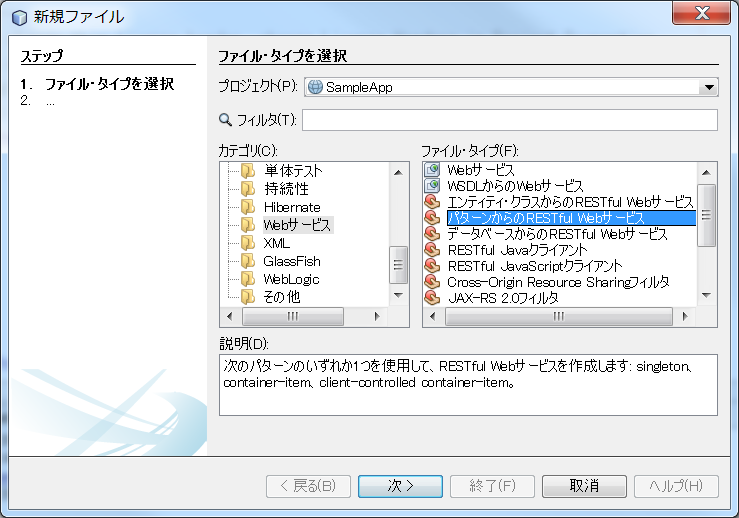 新規ファイル
ステップ
1. ファイル・タイプを選択
2. ...
ファイル・タイプを選択
プロジェクト(P): SampleApp
フィルタ(T):
カテゴリ(C):
単体テスト
持続性
Hibernate
Webサービス
XML
GlassFish
WebLogic
その他
ファイル・タイプ(F):
Webサービス
WSDLからのWebサービス
エンティティ・クラスからのRESTful Webサービス
パターンからのRESTful Webサービス
データベースからのRESTful Webサービス
RESTful Javaクライアント
RESTful JavaScriptクライアント
Cross-Origin Resource Sharingフィルタ
JAX-RS 2.0フィルタ
説明(D):
次のパターンのいずれか1つを使用して、RESTful Webサービスを作成します: singleton、
container-item、client-controlled container-item。
< 戻る(B)
次 >
終了(F)
取消
ヘルプ(H)